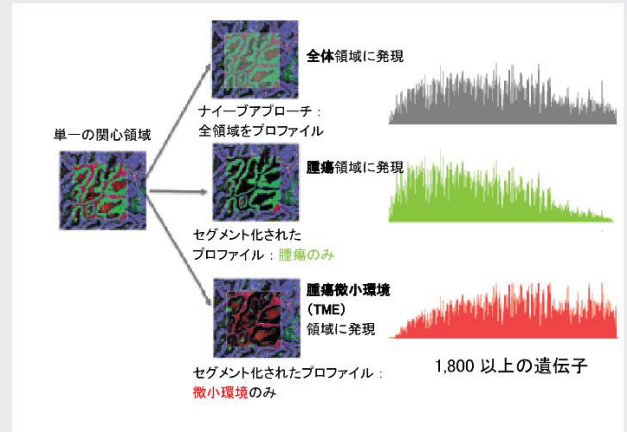 全体領域に発現
ナイーブアプローチ：
全領域をプロファイル
単一の関心領域
腫瘍領域に発現
セグメント化された
プロファイル：腫瘍のみ
腫瘍微小環境
(TME)
領域に発現
セグメント化されたプロファイル：
微小環境のみ
1,800 以上の遺伝子